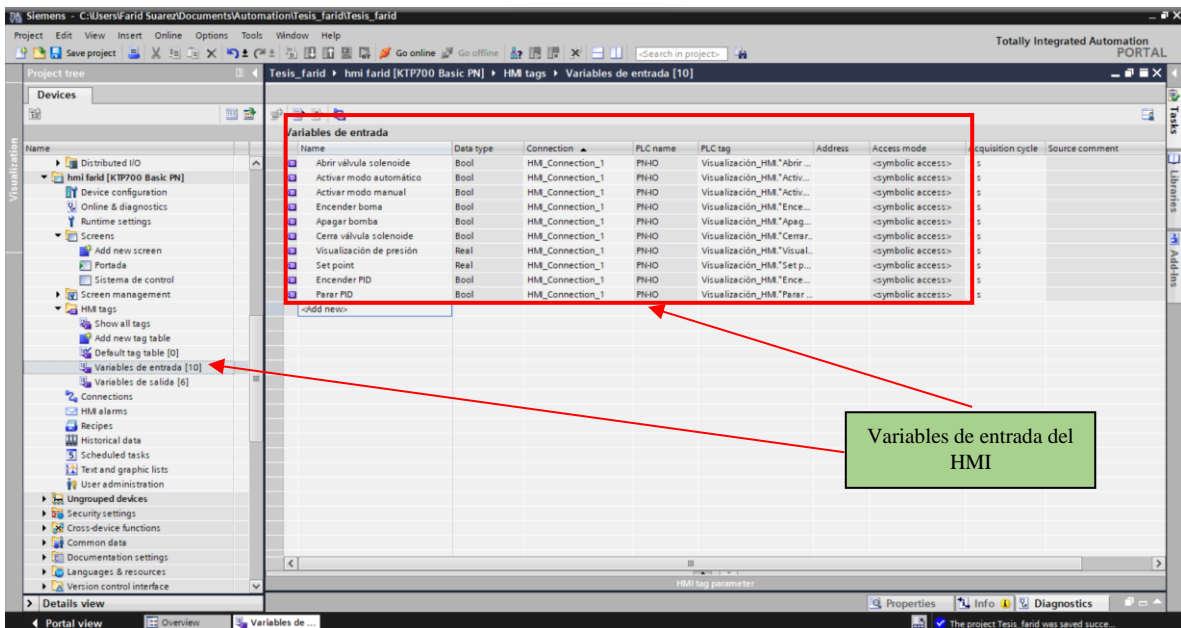 Siemens - C:\Users\Farid Suarez\Documents\Automation\Tesis_farid\Tesis_farid
Project Edit View Insert Online Options Tools Window Help
Totally Integrated Automation
PORTAL
Save project
Go online
Go offline
<Search in project>
Project tree
Tesis_farid hmi farid [KTP700 Basic PN] HMI tags Variables de entrada [10]
Devices
Name
Distributed I/O
hmi farid [KTP700 Basic PN]
Device configuration
Online & diagnostics
Runtime settings
Screens
Add new screen
Portada
Sistema de control
Screen management
HMI tags
Show all tags
Add new tag table
Default tag table [0]
Variables de entrada [10]
Variables de salida [6]
Connections
HMI alarms
Recipes
Historical data
Scheduled tasks
Text and graphic lists
User administration
Ungrouped devices
Security settings
Cross-device functions
Common data
Documentation settings
Languages & resources
Version control interface
Details view
Variables de entrada
Name Data type Connection PLC name PLC tag Address Access mode Acquisition cycle Source comment
Abrir válvula solenoide Bool HMI_Connection_1 PN-IO Visualización_HMI."Abrir ... <symbolic access> s
Activar modo automático Bool HMI_Connection_1 PN-IO Visualización_HMI."Activ... <symbolic access> s
Activar modo manual Bool HMI_Connection_1 PN-IO Visualización_HMI."Activ... <symbolic access> s
Encender boma Bool HMI_Connection_1 PN-IO Visualización_HMI."Ence... <symbolic access> s
Apagar bomba Bool HMI_Connection_1 PN-IO Visualización_HMI."Apag... <symbolic access> s
Cerra válvula solenoide Bool HMI_Connection_1 PN-IO Visualización_HMI."Cerrar.. <symbolic access> s
Visualización de presión Real HMI_Connection_1 PN-IO Visualización_HMI."Visual.. <symbolic access> s
Set point Real HMI_Connection_1 PN-IO Visualización_HMI."Set p... <symbolic access> s
Encender PID Bool HMI_Connection_1 PN-IO Visualización_HMI."Ence... <symbolic access> s
Parar PID Bool HMI_Connection_1 PN-IO Visualización_HMI."Parar ... <symbolic access> s
<Add new>
Variables de entrada del
HMI
HMI tag parameter
Properties Info Diagnostics
Visualization
Tasks
Libraries
Add-Ins
Portal view Overview Variables de ...
The project Tesis_farid was saved succe...